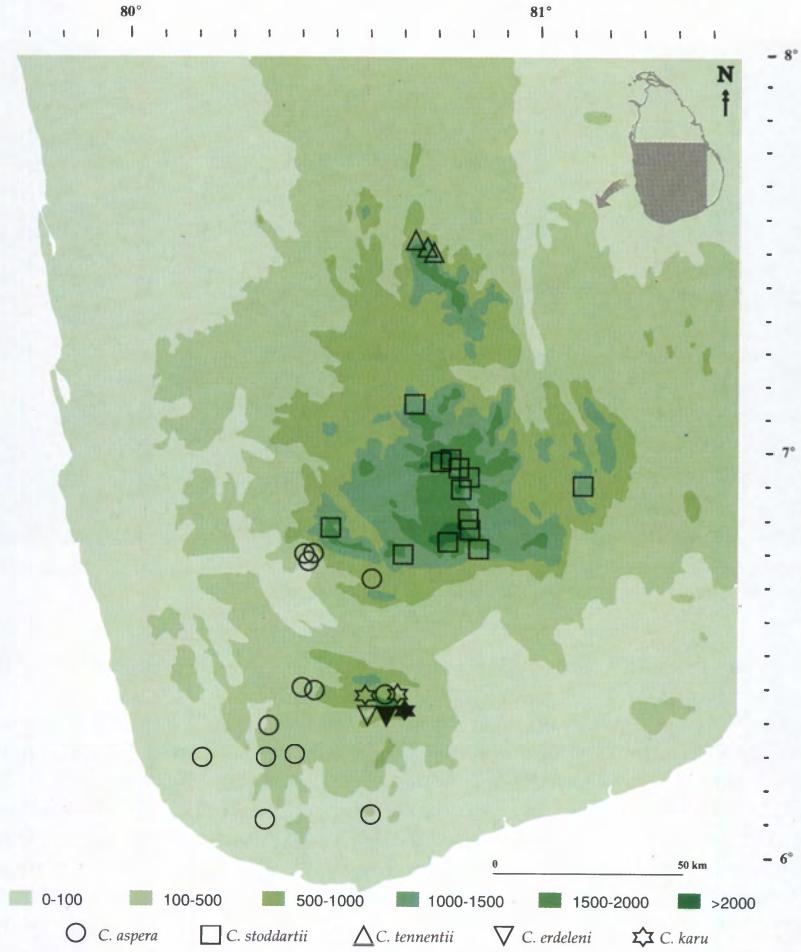 80° 81°
8°
N
7°
6°
0 50 km
0-100 100-500 500-1000 1000-1500 1500-2000 >2000
C. aspera C. stoddartii C. tennentii C. erdeleni C. karu